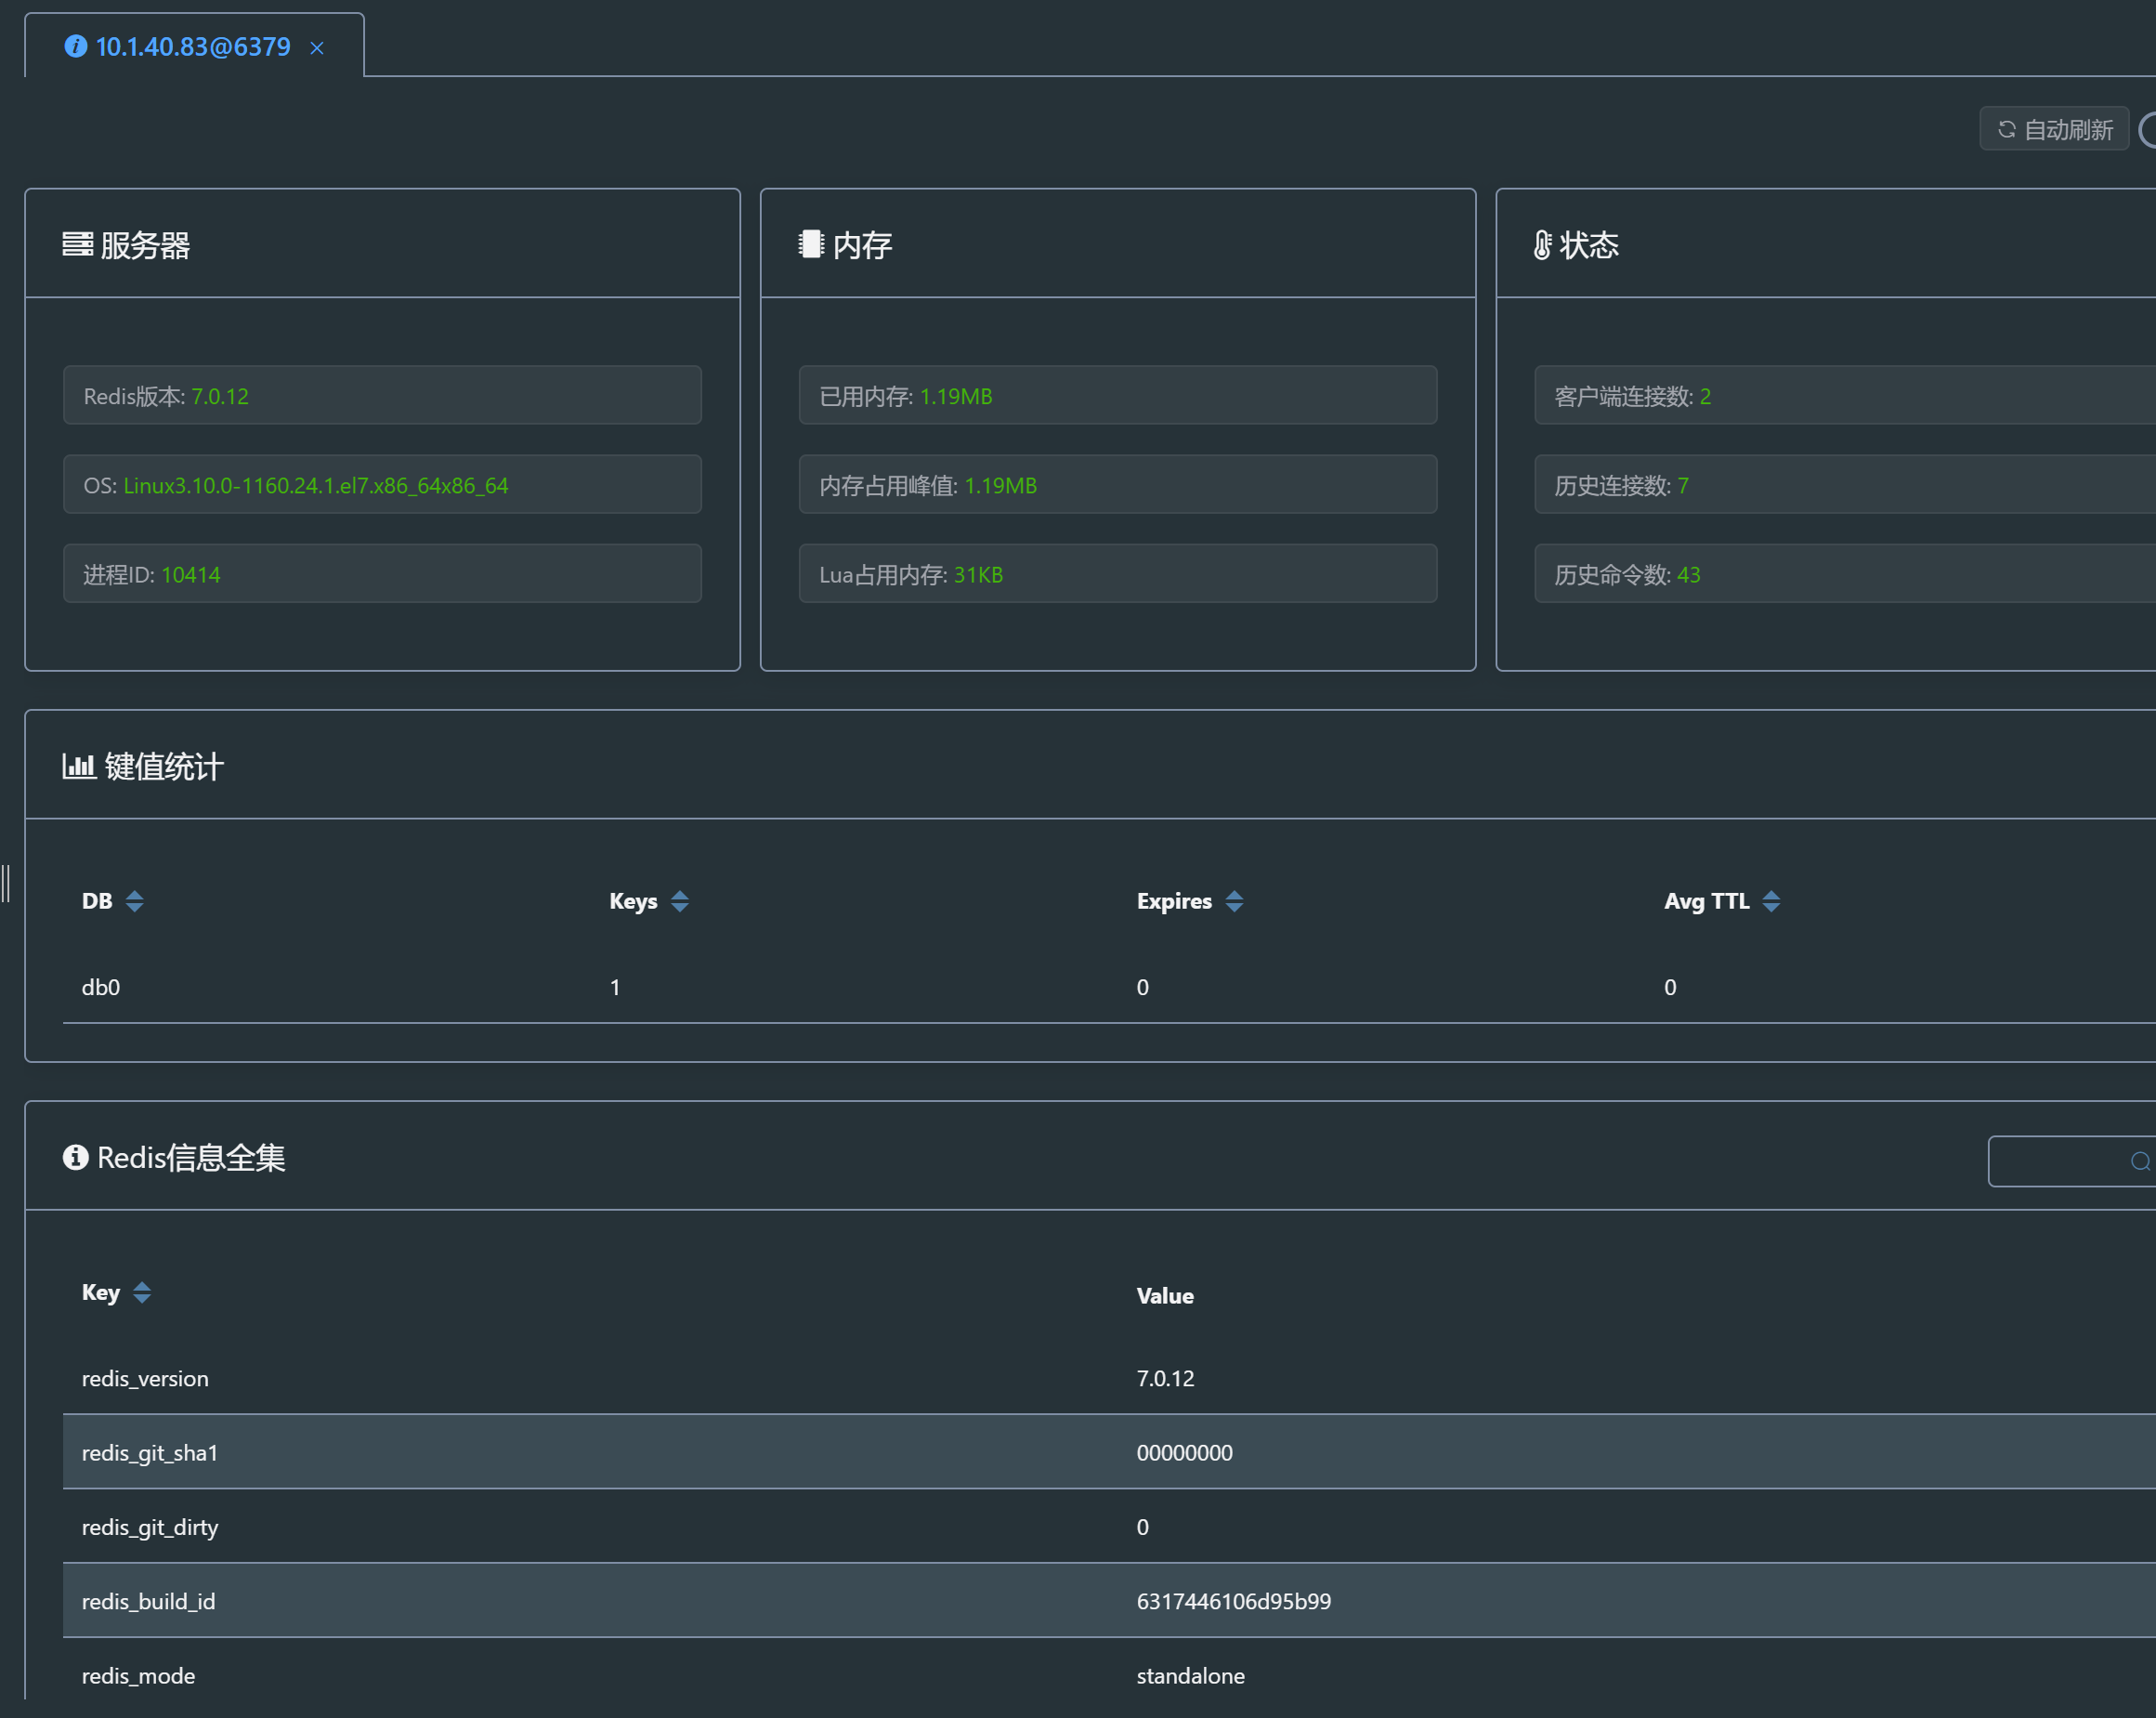 10.1.40.83@6379
自动刷新
服务器
Redis版本: 7.0.12
OS: Linux3.10.0-1160.24.1.el7.x86_64x86_64
进程ID: 10414
内存
已用内存: 1.19MB
内存占用峰值: 1.19MB
Lua占用内存: 31KB
状态
客户端连接数: 2
历史连接数: 7
历史命令数: 43
键值统计
DB Keys Expires Avg TTL
db0 1 0 0
Redis信息全集
Key Value
redis_version 7.0.12
redis_git_sha1 00000000
redis_git_dirty 0
redis_build_id 6317446106d95b99
redis_mode standalone